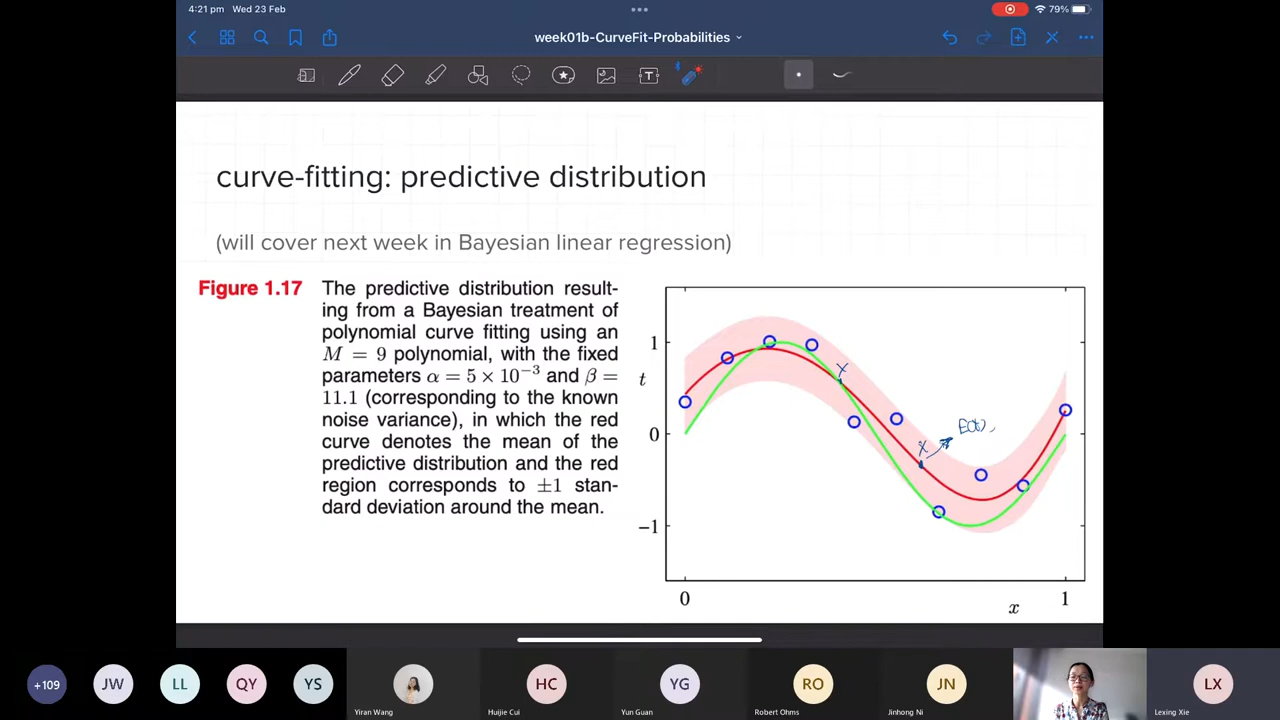 4:21 pm Wed 23 Feb
79%
week01b-CurveFit-Probabilities
T
curve-fitting: predictive distribution
(will cover next week in Bayesian linear regression)
Figure 1.17 The predictive distribution result-
ing from a Bayesian treatment of
polynomial curve fitting using an
M = 9 polynomial, with the fixed
parameters α = 5 × 10⁻³ and β =
11.1 (corresponding to the known
noise variance), in which the red
curve denotes the mean of the
predictive distribution and the red
region corresponds to ±1 stan-
dard deviation around the mean.
1
t
0
−1
x
x
E(t)
0
x
1
+109
JW
LL
QY
YS
Yiran Wang
HC
Huijie Cui
YG
Yun Guan
RO
Robert Ohms
JN
Jinhong Ni
LX
Lexing Xie